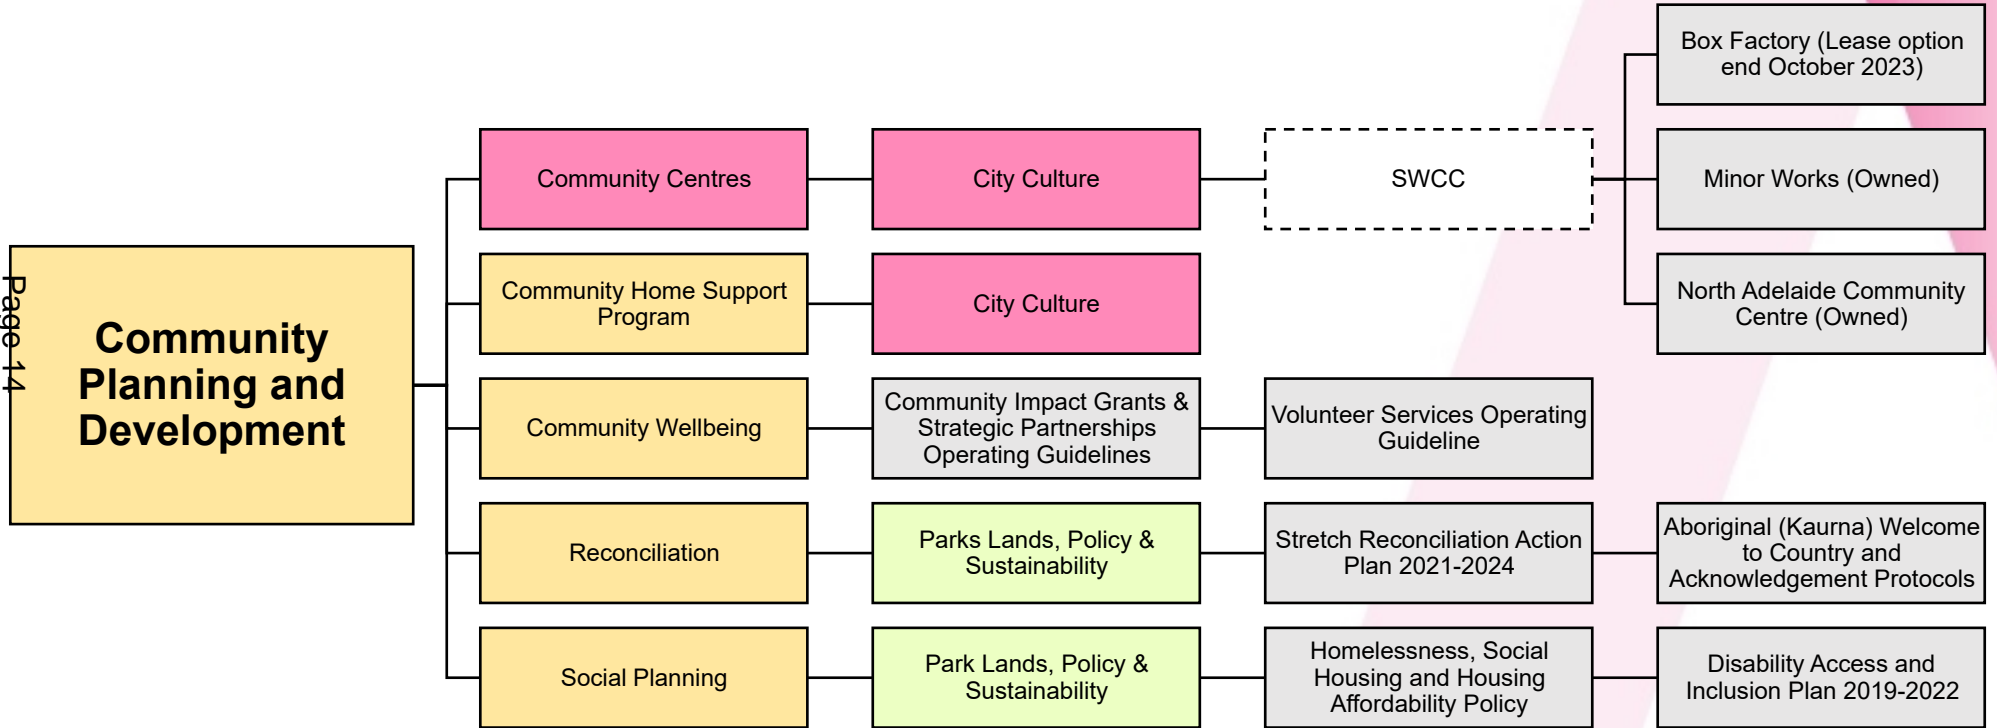 Box Factory (Lease option
end October 2023)
Community Centres
City Culture
SWCC
Minor Works (Owned)
Community Home Support
Program
City Culture
North Adelaide Community
Centre (Owned)
Page 14
Community
Planning and
Development
Community Wellbeing
Community Impact Grants &
Strategic Partnerships
Operating Guidelines
Volunteer Services Operating
Guideline
Reconciliation
Parks Lands, Policy &
Sustainability
Stretch Reconciliation Action
Plan 2021-2024
Aboriginal (Kaurna) Welcome
to Country and
Acknowledgement Protocols
Social Planning
Park Lands, Policy &
Sustainability
Homelessness, Social
Housing and Housing
Affordability Policy
Disability Access and
Inclusion Plan 2019-2022